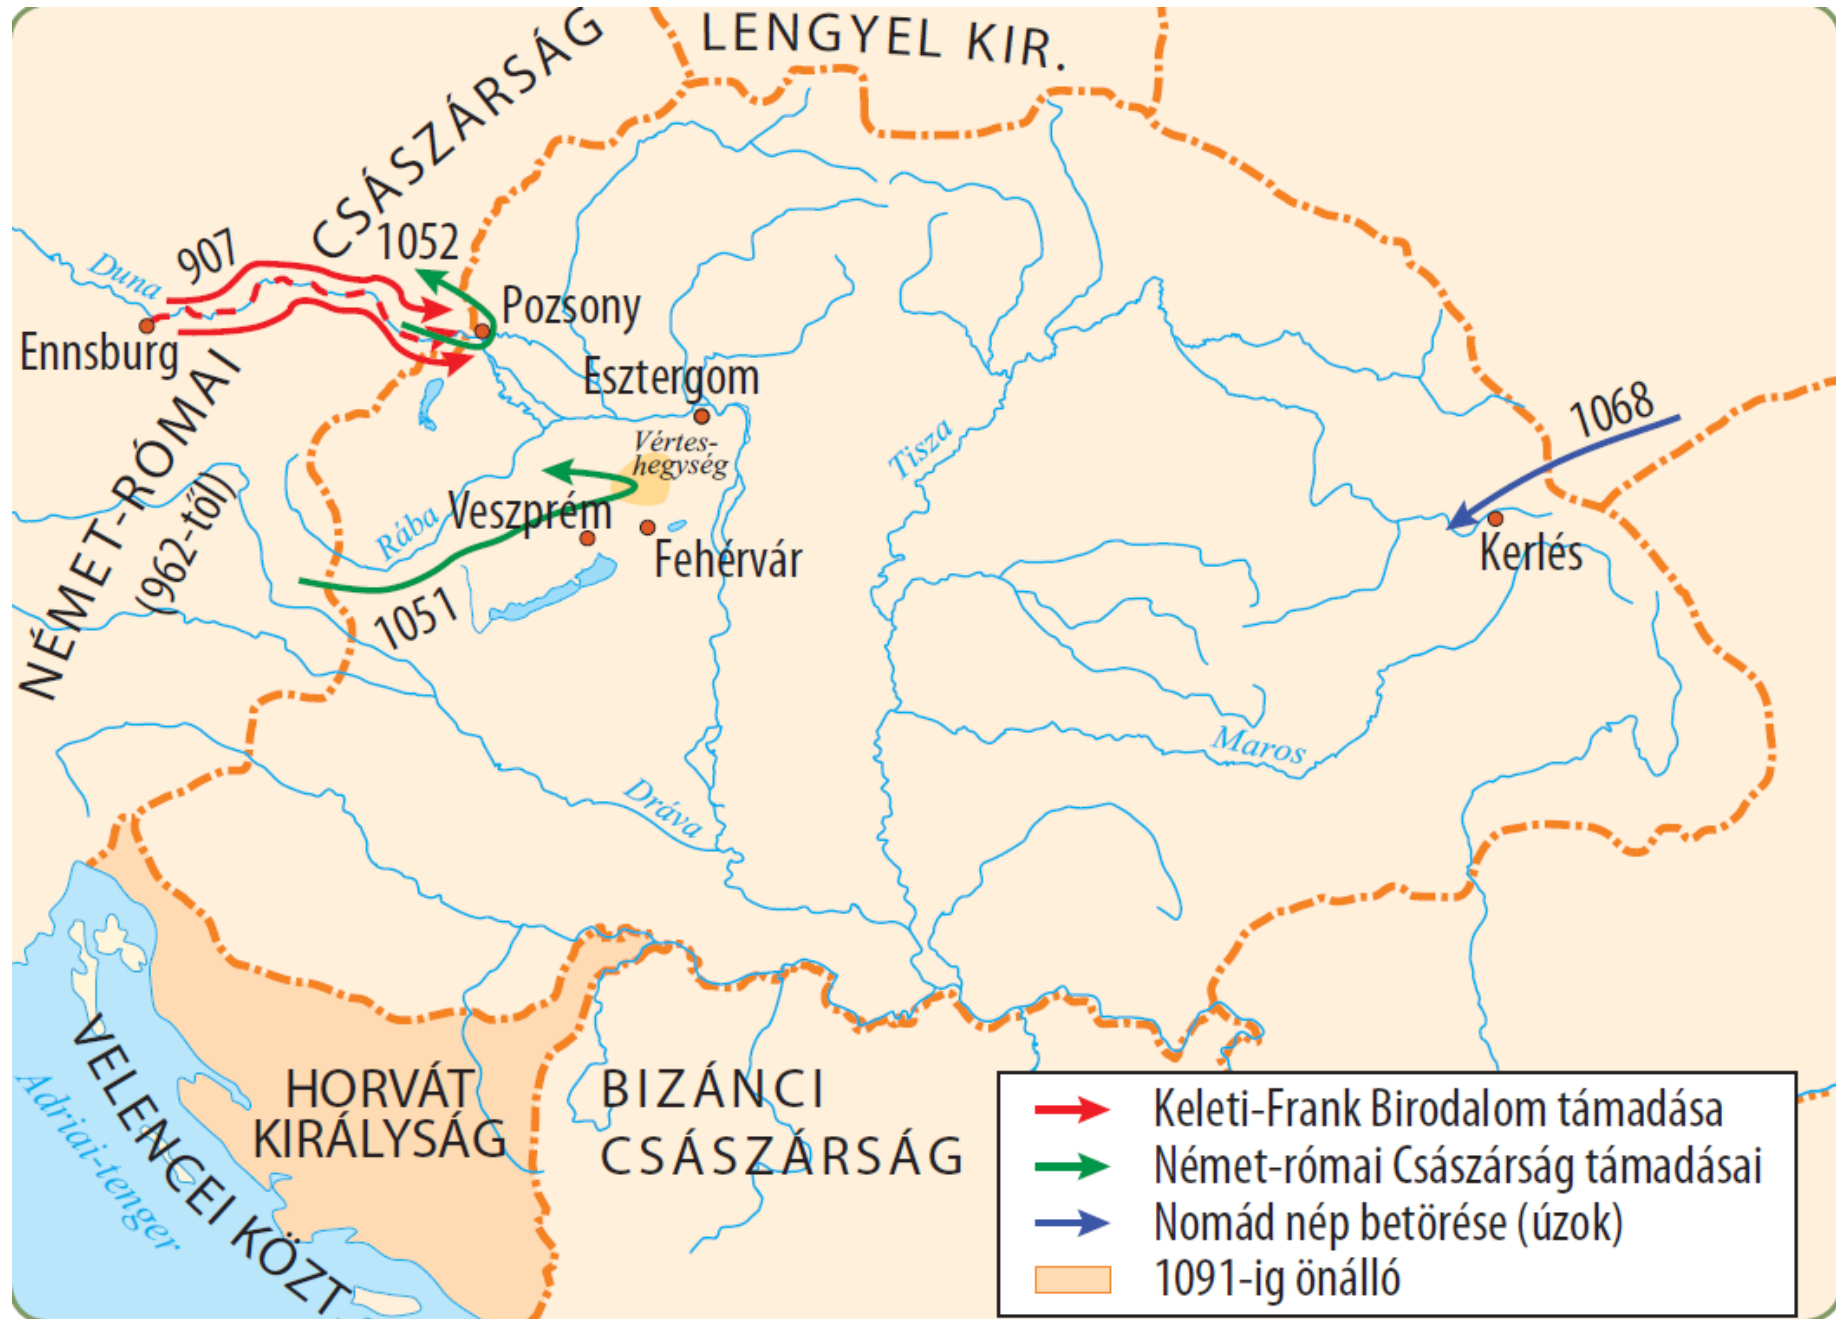 LENGYEL KIR.
CSÁSZÁRSÁG
907
1052
Duna
Pozsony
Ennsburg
Esztergom
NÉMET-RÓMAI
(962-től)
1068
Vértes-
hegység
Tisza
Veszprém
Rába
Fehérvár
Kerlés
1051
Maros
Dráva
HORVÁT
KIRÁLYSÁG
BIZÁNCI
CSÁSZÁRSÁG
VELENCEI KÖZT.
Adriai-tenger
Keleti-Frank Birodalom támadása
Német-római Császárság támadásai
Nomád nép betörése (úzok)
1091-ig önálló